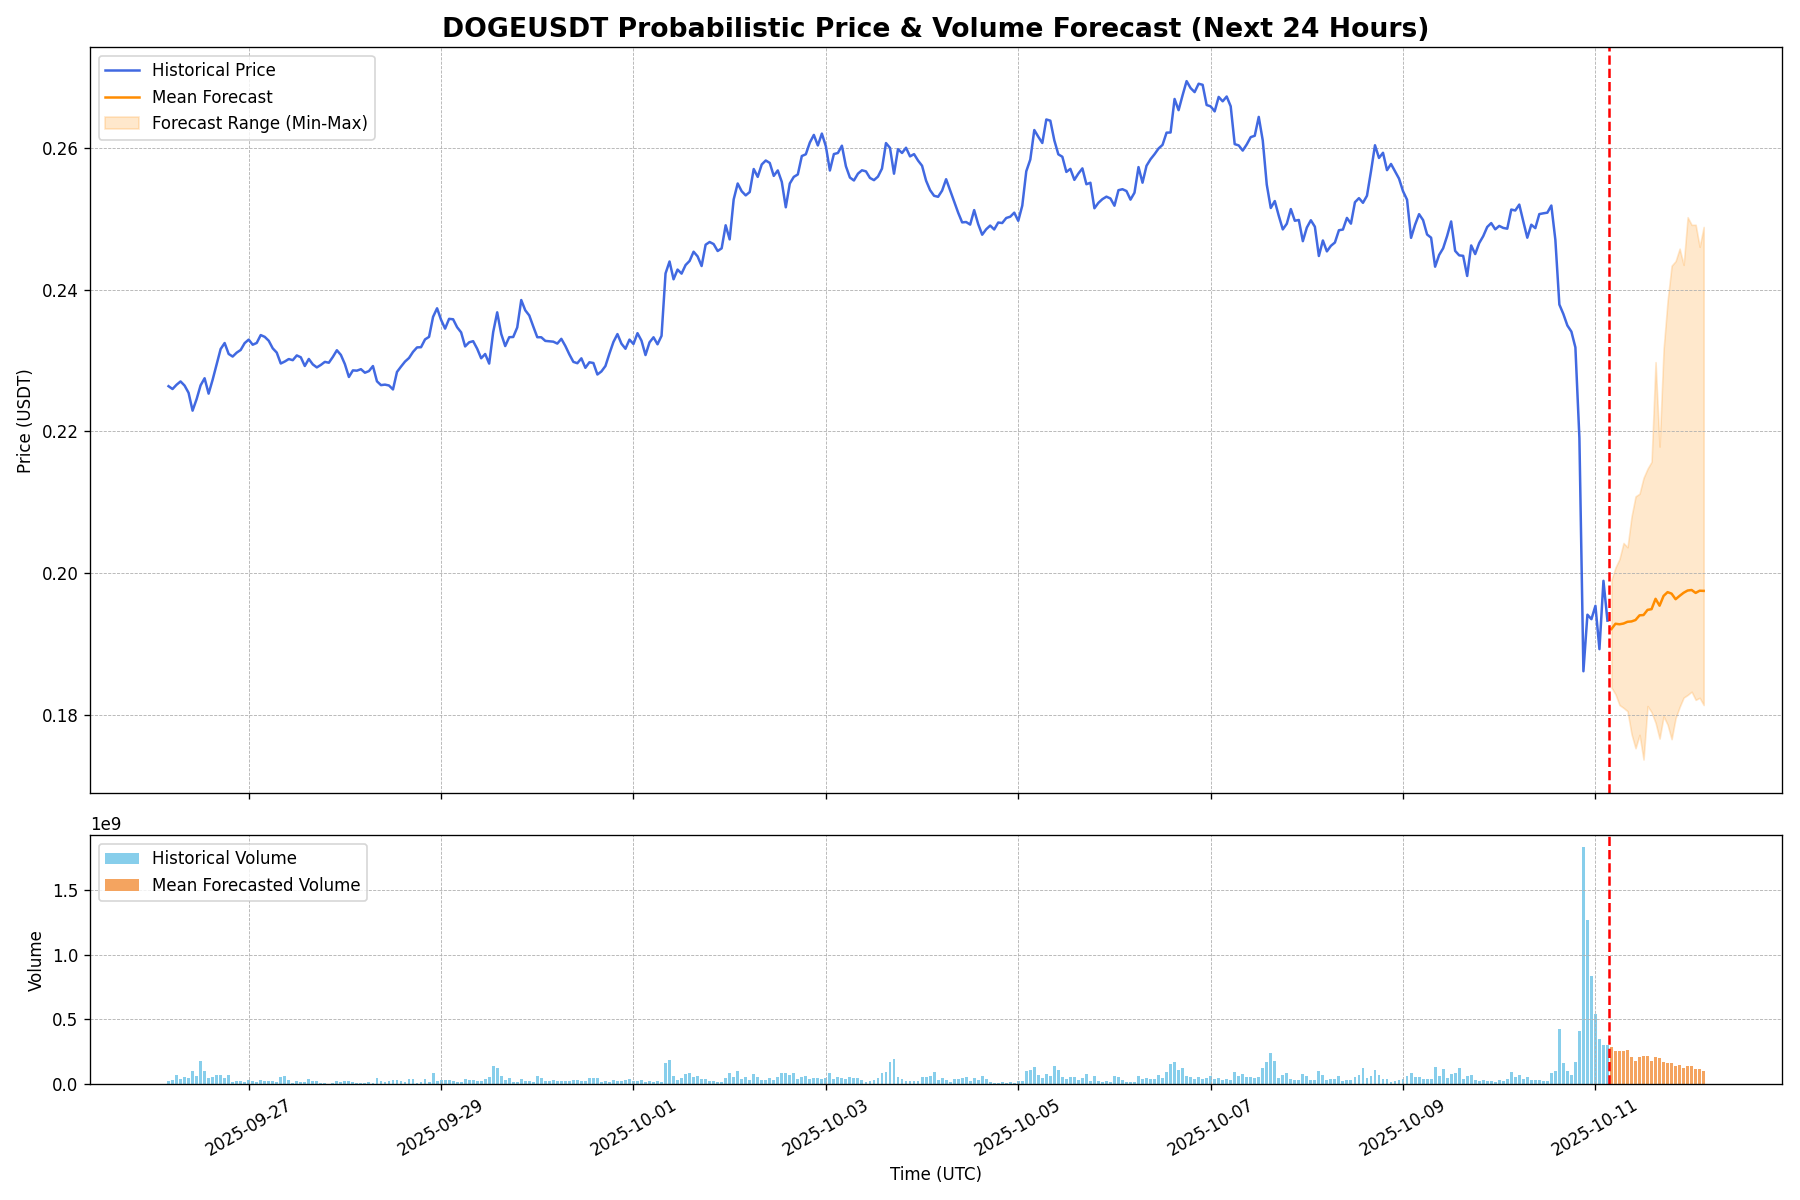 DOGEUSDT Probabilistic Price & Volume Forecast (Next 24 Hours)
Historical Price
Mean Forecast
Forecast Range (Min-Max)
0.26
0.24
0.22
0.20
0.18
Price (USDT)
1e9
Historical Volume
Mean Forecasted Volume
1.5
1.0
0.5
0.0
Volume
2025-09-27
2025-09-29
2025-10-01
2025-10-03
2025-10-05
2025-10-07
2025-10-09
2025-10-11
Time (UTC)